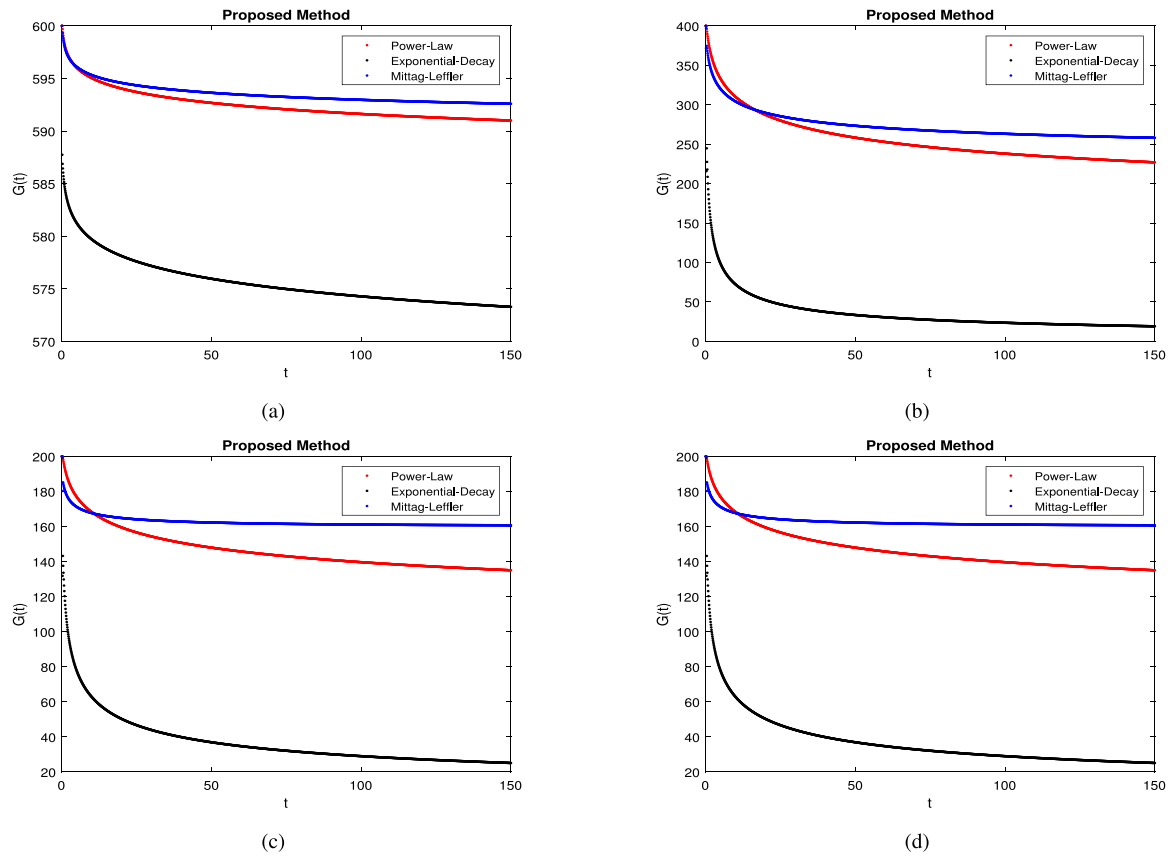 Proposed Method
600
595
590
585
580
575
570
G(t)
0
50
100
150
t
Power-Law
Exponential-Decay
Mittag-Leffler
(a)
Proposed Method
400
350
300
250
200
150
100
50
0
G(t)
0
50
100
150
t
Power-Law
Exponential-Decay
Mittag-Leffler
(b)
Proposed Method
200
180
160
140
120
100
80
60
40
20
G(t)
0
50
100
150
t
Power-Law
Exponential-Decay
Mittag-Leffler
(c)
Proposed Method
200
180
160
140
120
100
80
60
40
20
G(t)
0
50
100
150
t
Power-Law
Exponential-Decay
Mittag-Leffler
(d)